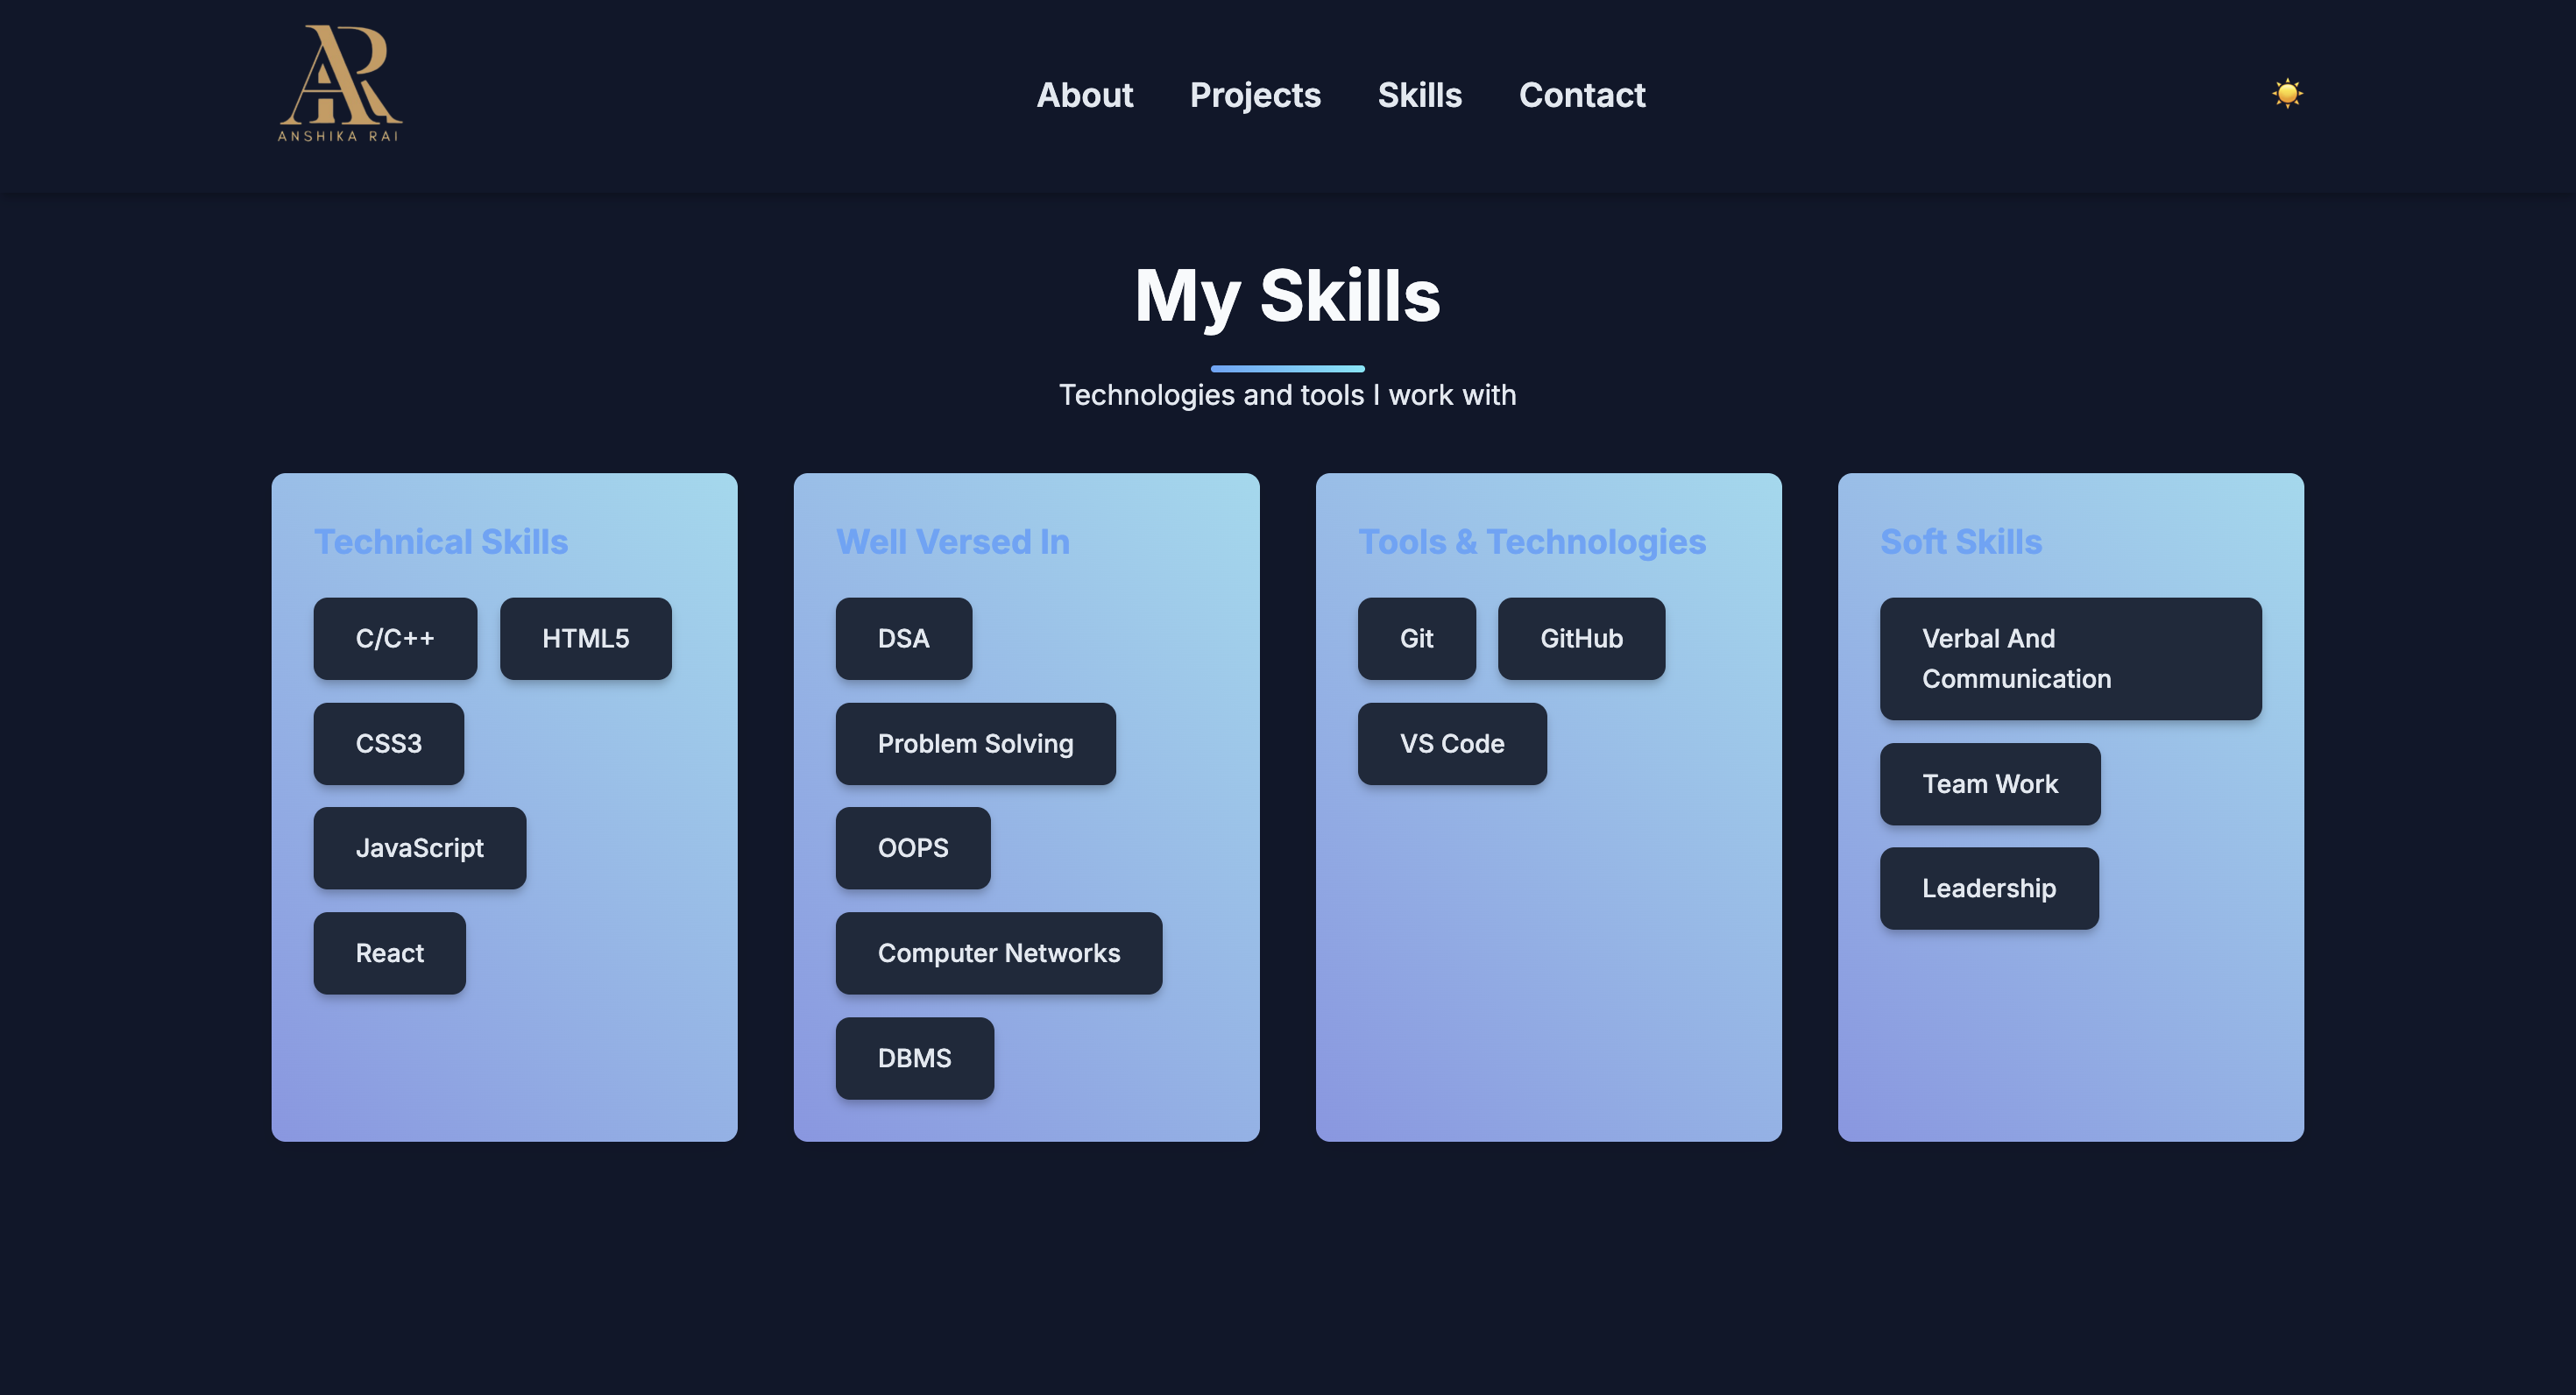 AR
ANSHIKA RAI
About Projects Skills Contact
My Skills
Technologies and tools I work with
Technical Skills
C/C++ HTML5
CSS3
JavaScript
React
Well Versed In
DSA
Problem Solving
OOPS
Computer Networks
DBMS
Tools & Technologies
Git GitHub
VS Code
Soft Skills
Verbal And
Communication
Team Work
Leadership